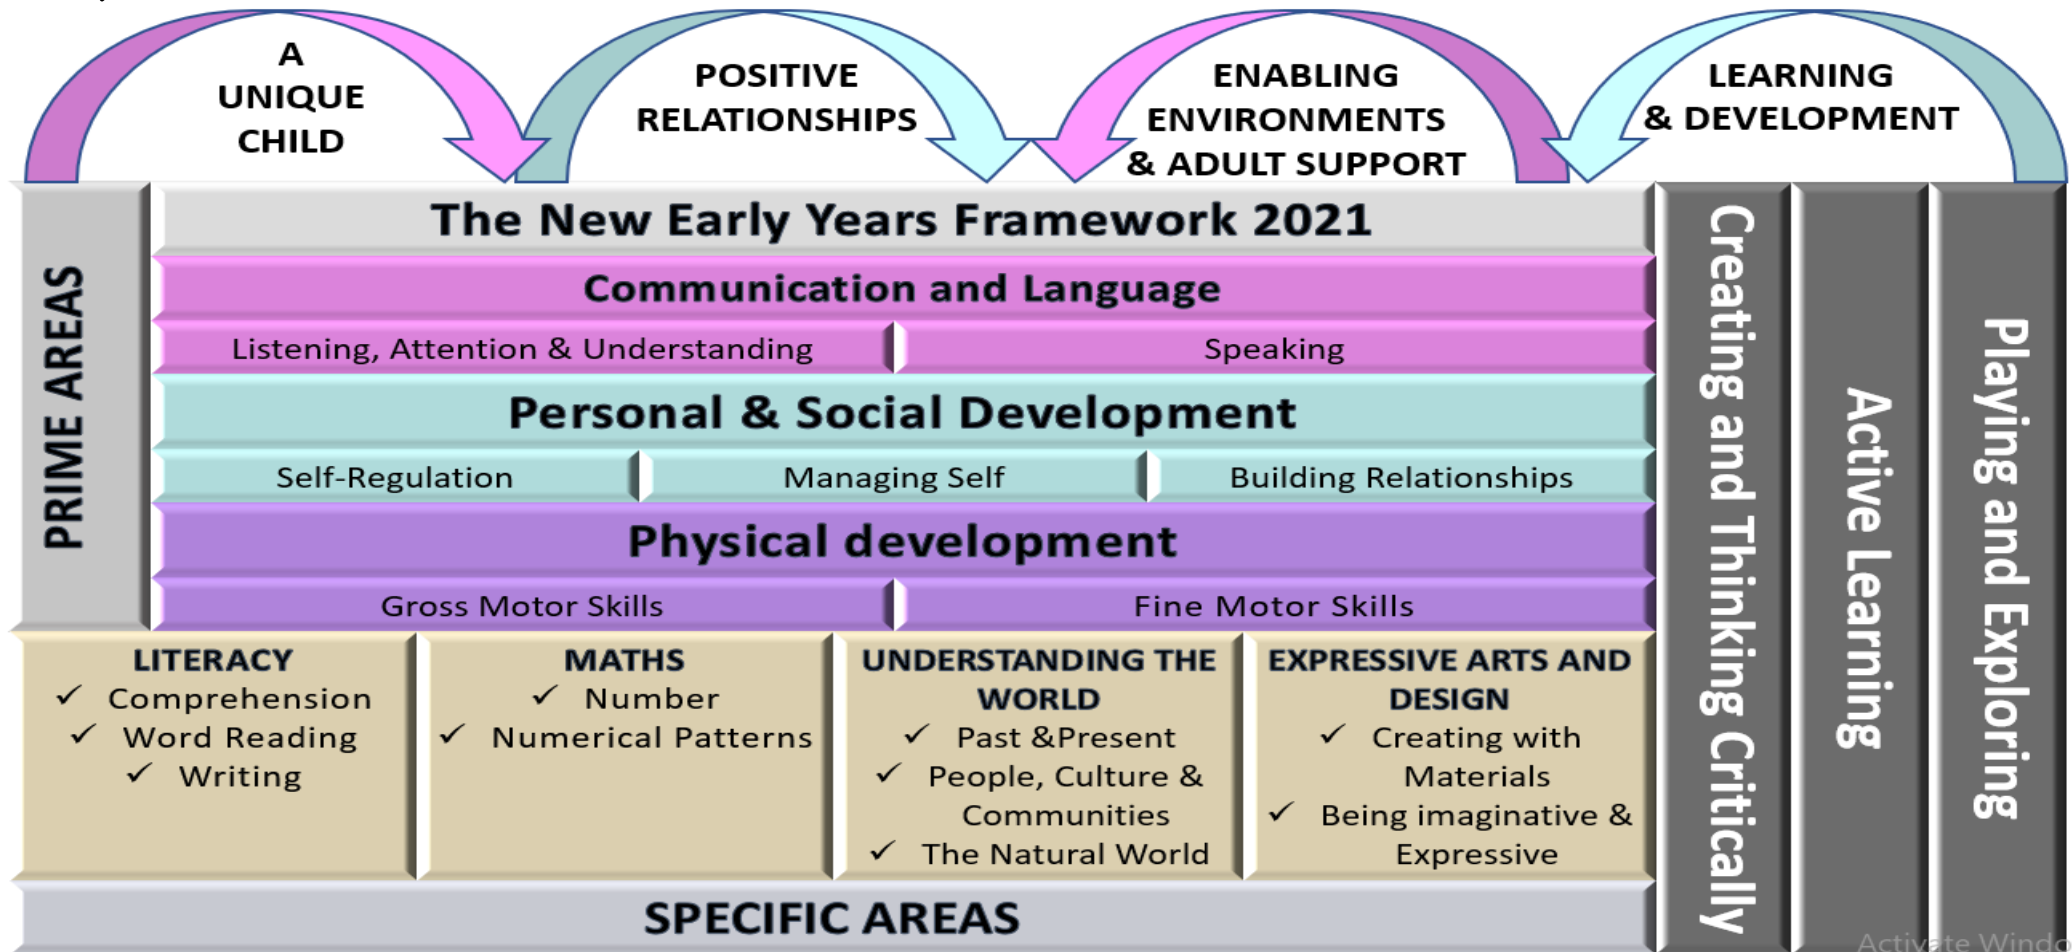 A
UNIQUE
CHILD
POSITIVE
RELATIONSHIPS
ENABLING
ENVIRONMENTS
& ADULT SUPPORT
LEARNING
& DEVELOPMENT
PRIME AREAS
The New Early Years Framework 2021
Communication and Language
Listening, Attention & Understanding
Speaking
Personal & Social Development
Self-Regulation
Managing Self
Building Relationships
Physical development
Gross Motor Skills
Fine Motor Skills
LITERACY
✓ Comprehension
✓ Word Reading
✓ Writing
MATHS
✓ Number
✓ Numerical Patterns
UNDERSTANDING THE
WORLD
✓ Past &Present
✓ People, Culture &
Communities
✓ The Natural World
EXPRESSIVE ARTS AND
DESIGN
✓ Creating with
Materials
✓ Being imaginative &
Expressive
SPECIFIC AREAS
Creating and Thinking Critically
Active Learning
Playing and Exploring
Activate Windo